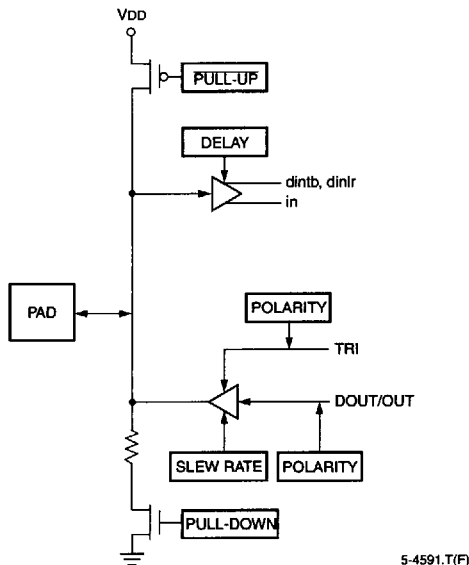 VDD
PULL-UP
DELAY
dintb, dinlr
in
PAD
POLARITY
TRI
DOUT/OUT
SLEW RATE
POLARITY
PULL-DOWN
5-4591.T(F)